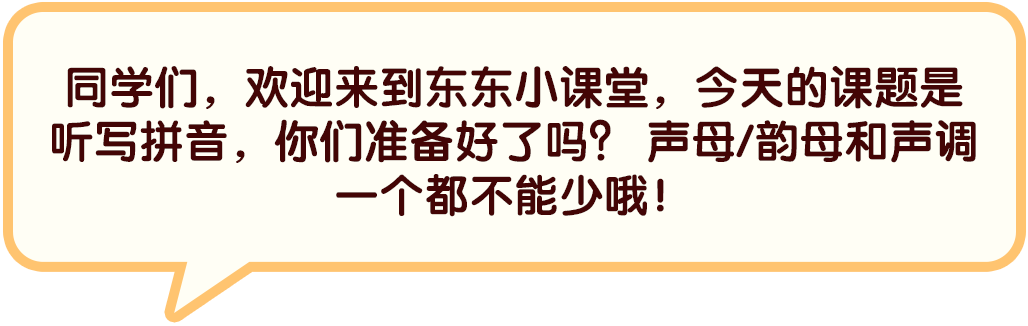 同学们，欢迎来到东东小课堂，今天的课题是
听写拼音，你们准备好了吗？ 声母/韵母和声调
一个都不能少哦！